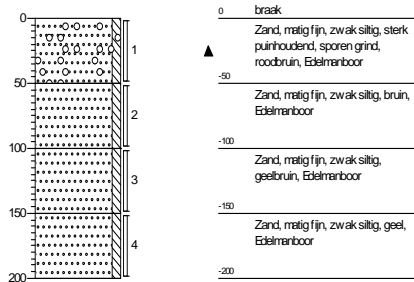 0
50
100
150
200
1
2
3
4
0 braak
Zand, matig fijn, zwak siltig, sterk
puinhoudend, sporen grind,
roodbruin, Edelmanboor
-50
Zand, matig fijn, zwak siltig, bruin,
Edelmanboor
-100
Zand, matig fijn, zwak siltig,
geelbruin, Edelmanboor
-150
Zand, matig fijn, zwak siltig, geel,
Edelmanboor
-200